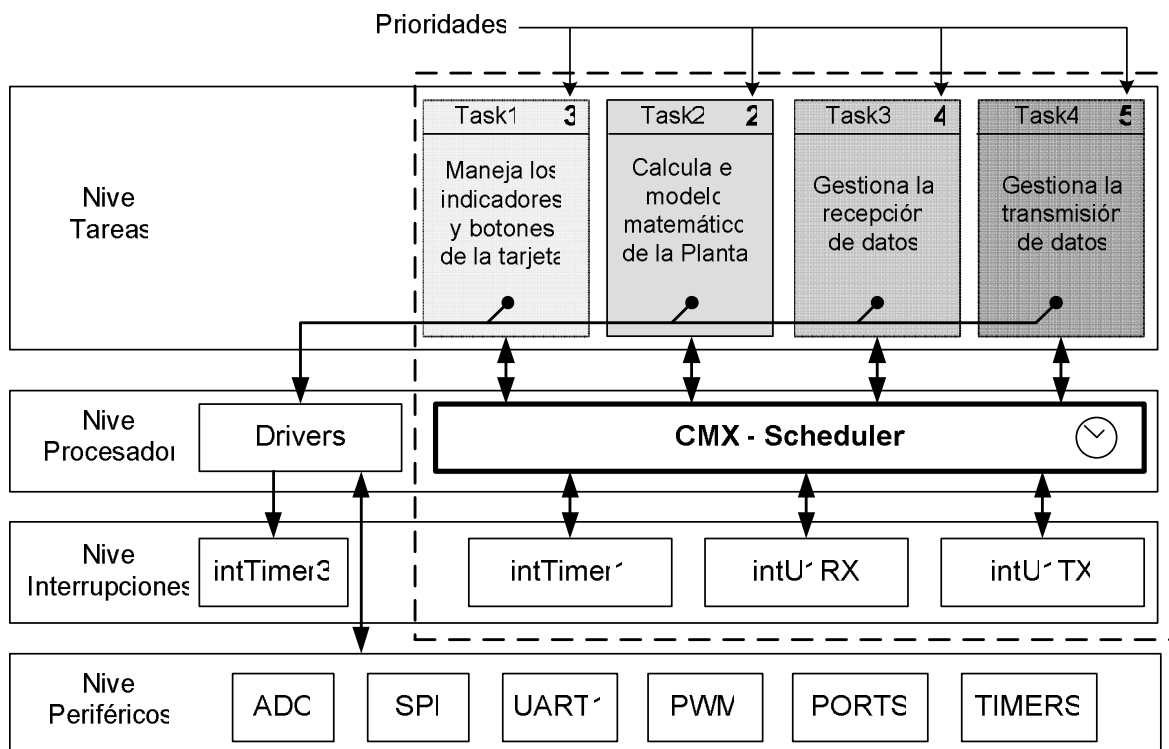 Prioridades
Nive
Tareas
Task1 3
Maneja los
indicadores
y botones
de la tarjeta
Task2 2
Calcula e
modelo
matemático
de la Planta
Task3 4
Gestiona la
recepción
de datos
Task4 5
Gestiona la
transmisión
de datos
Nive
Procesador
Drivers
CMX - Scheduler
Nive
Interrupciones
intTimer3
intTimer1
intU1RX
intU1TX
Nive
Periféricos
ADC
SPI
UART1
PWM
PORTS
TIMERS